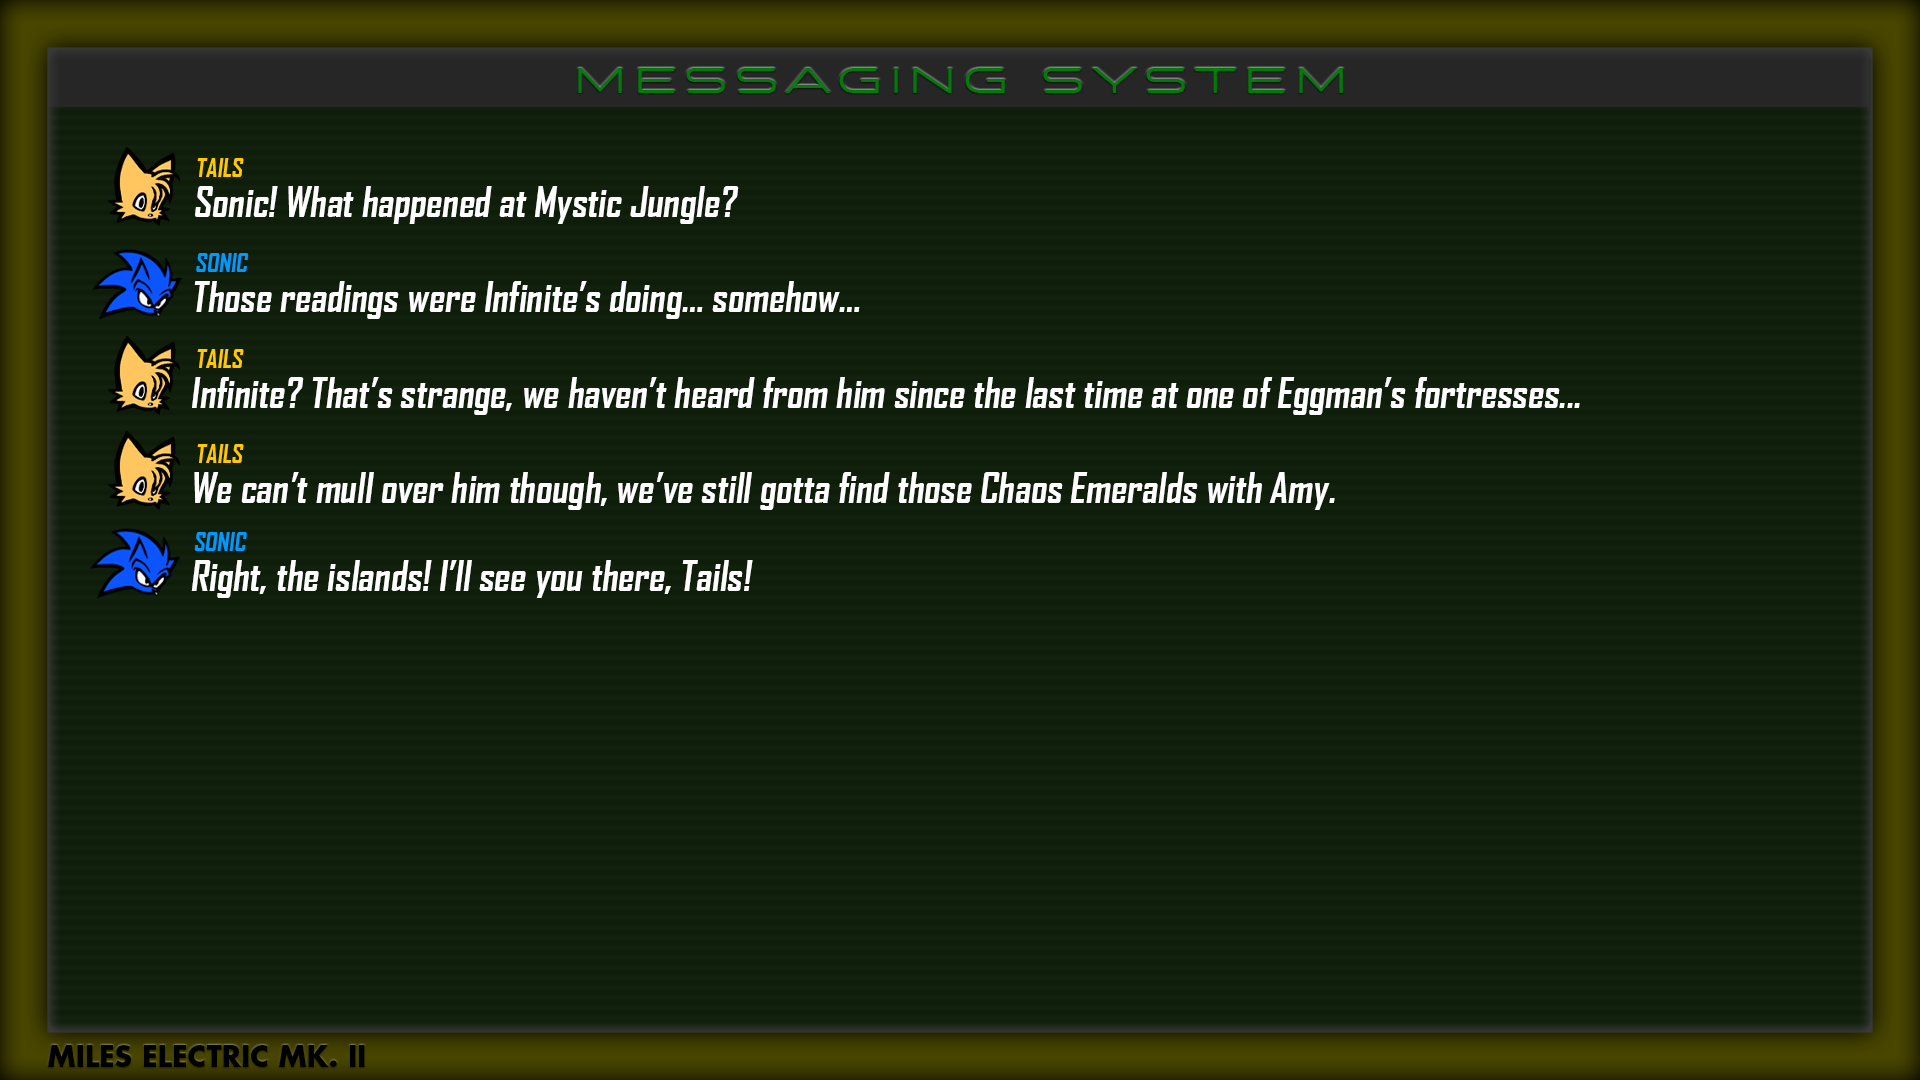 MESSAGING SYSTEM
TAILS
Sonic! What happened at Mystic Jungle?
SONIC
Those readings were Infinite's doing... somehow...
TAILS
Infinite? That's strange, we haven't heard from him since the last time at one of Eggman's fortresses...
TAILS
We can't mull over him though, we've still gotta find those Chaos Emeralds with Amy.
SONIC
Right, the islands! I'll see you there, Tails!
MILES ELECTRIC MK. II